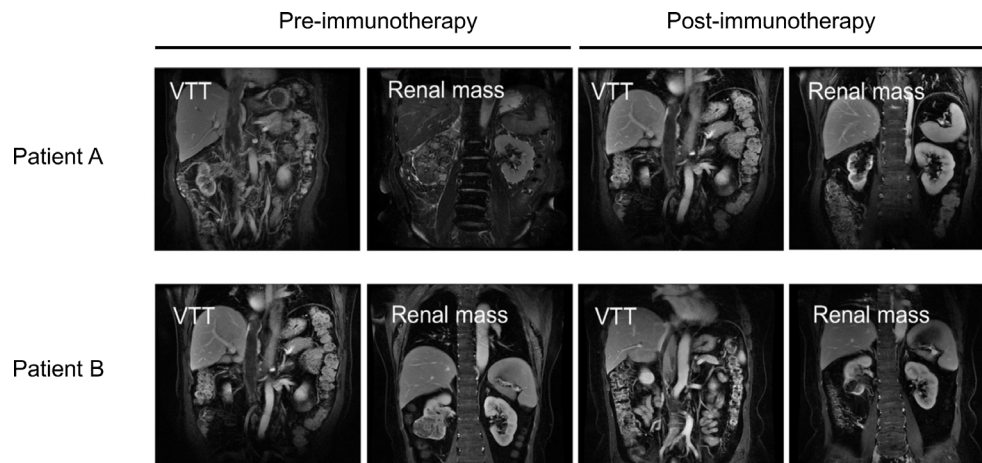 Pre-immunotherapy Post-immunotherapy
Patient A
VTT Renal mass VTT Renal mass
Patient B
VTT Renal mass VTT Renal mass